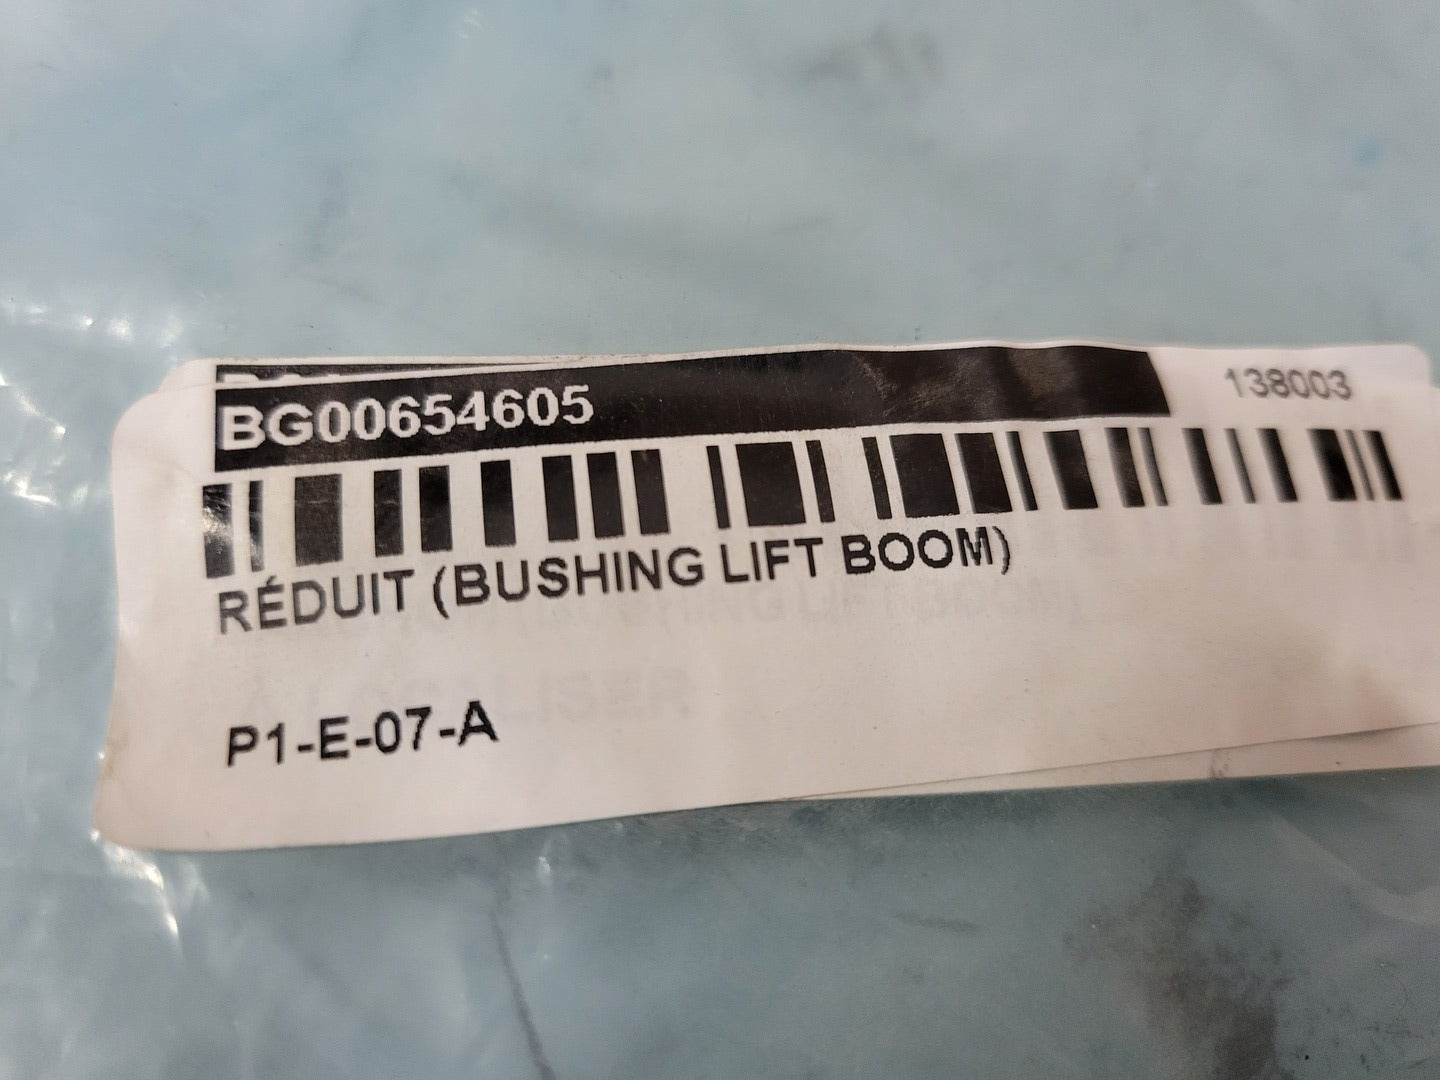 BG00654605 138003
RÉDUIT (BUSHING LIFT BOOM)
P1-E-07-A